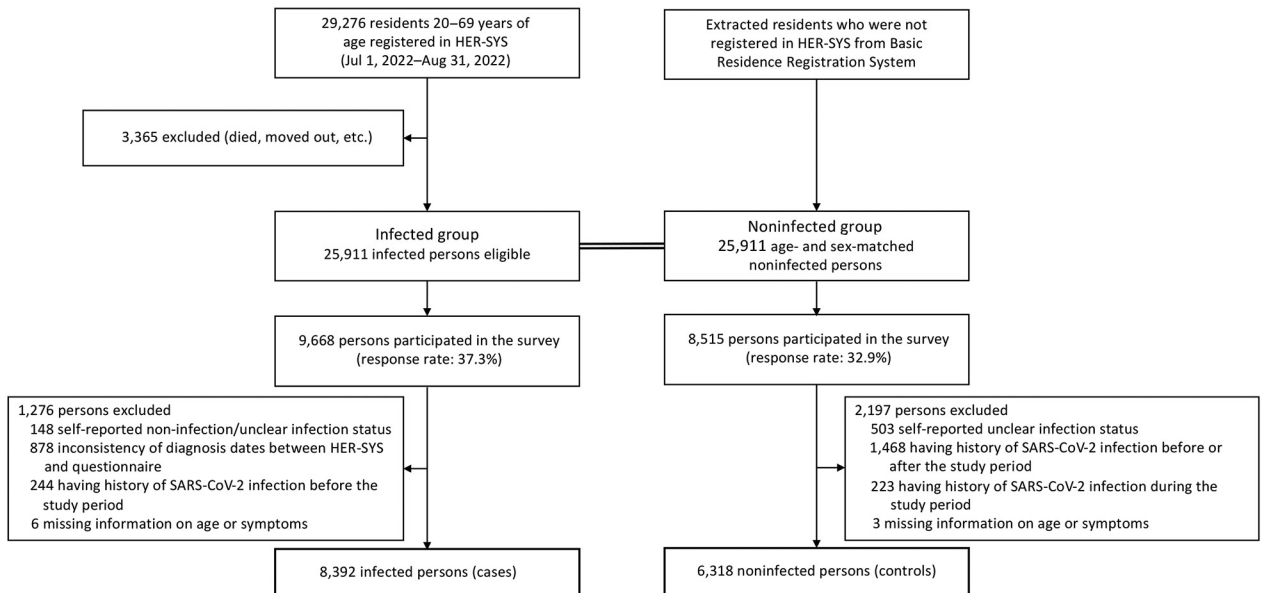 29,276 residents 20–69 years of
age registered in HER-SYS
(Jul 1, 2022–Aug 31, 2022)
Extracted residents who were not
registered in HER-SYS from Basic
Residence Registration System
3,365 excluded (died, moved out, etc.)
Infected group
25,911 infected persons eligible
Noninfected group
25,911 age- and sex-matched
noninfected persons
9,668 persons participated in the survey
(response rate: 37.3%)
8,515 persons participated in the survey
(response rate: 32.9%)
1,276 persons excluded
148 self-reported non-infection/unclear infection status
878 inconsistency of diagnosis dates between HER-SYS
and questionnaire
244 having history of SARS-CoV-2 infection before the
study period
6 missing information on age or symptoms
2,197 persons excluded
503 self-reported unclear infection status
1,468 having history of SARS-CoV-2 infection before or
after the study period
223 having history of SARS-CoV-2 infection during the
study period
3 missing information on age or symptoms
8,392 infected persons (cases)
6,318 noninfected persons (controls)